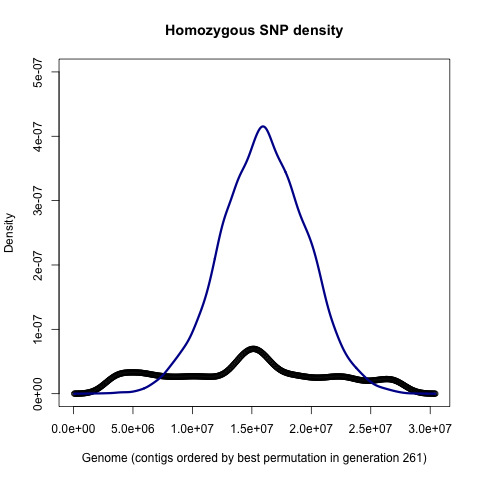 Homozygous SNP density
Density
5e-07
4e-07
3e-07
2e-07
1e-07
0e+00
0.0e+00 5.0e+06 1.0e+07 1.5e+07 2.0e+07 2.5e+07 3.0e+07
Genome (contigs ordered by best permutation in generation 261)